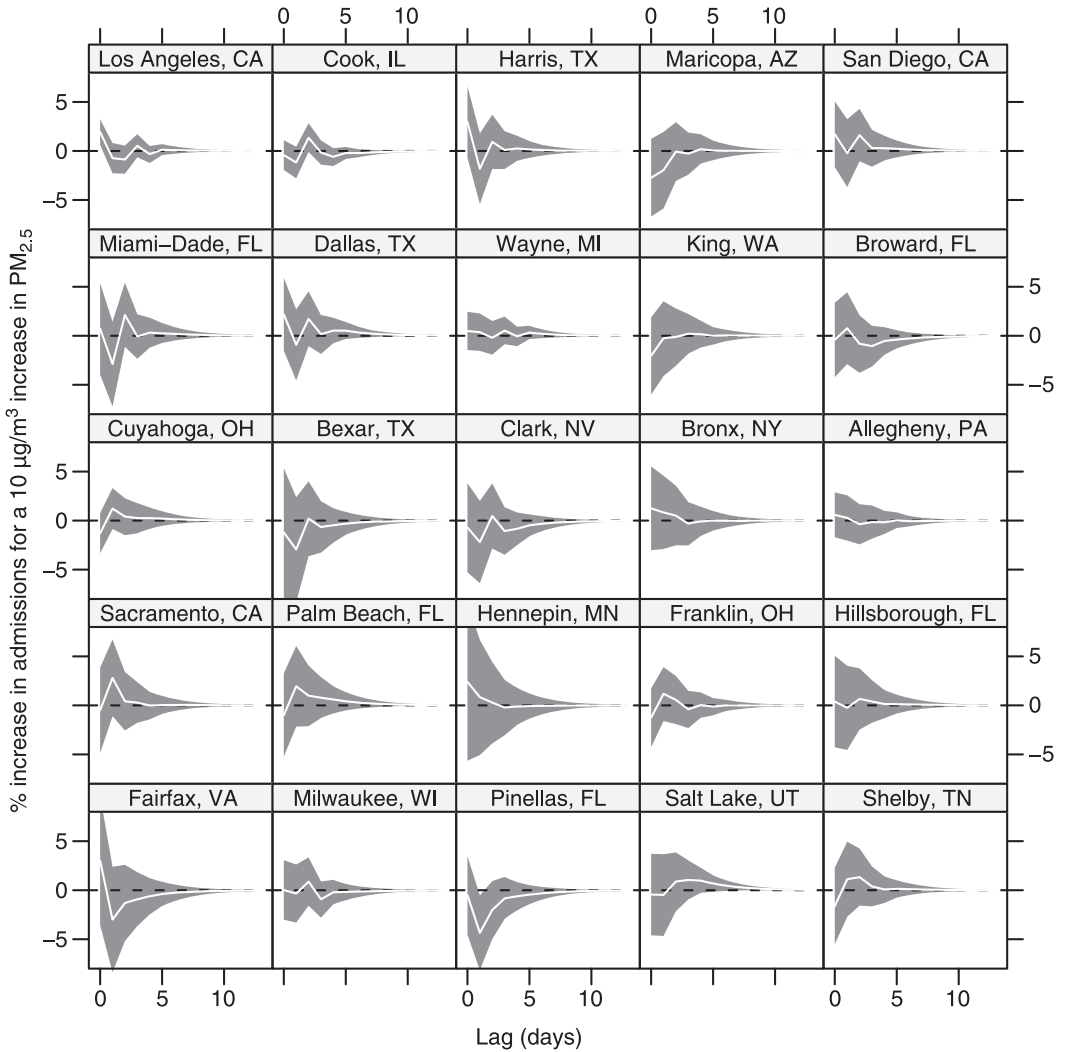 0 5 10 0 5 10
Los Angeles, CA Cook, IL Harris, TX Maricopa, AZ San Diego, CA
5
0
−5
Miami–Dade, FL Dallas, TX Wayne, MI King, WA Broward, FL
5
0
−5
Cuyahoga, OH Bexar, TX Clark, NV Bronx, NY Allegheny, PA
5
0
−5
Sacramento, CA Palm Beach, FL Hennepin, MN Franklin, OH Hillsborough, FL
5
0
−5
Fairfax, VA Milwaukee, WI Pinellas, FL Salt Lake, UT Shelby, TN
5
0
−5
0 5 10 0 5 10 0 5 10
Lag (days)
% increase in admissions for a 10 μg/m³ increase in PM₂.₅